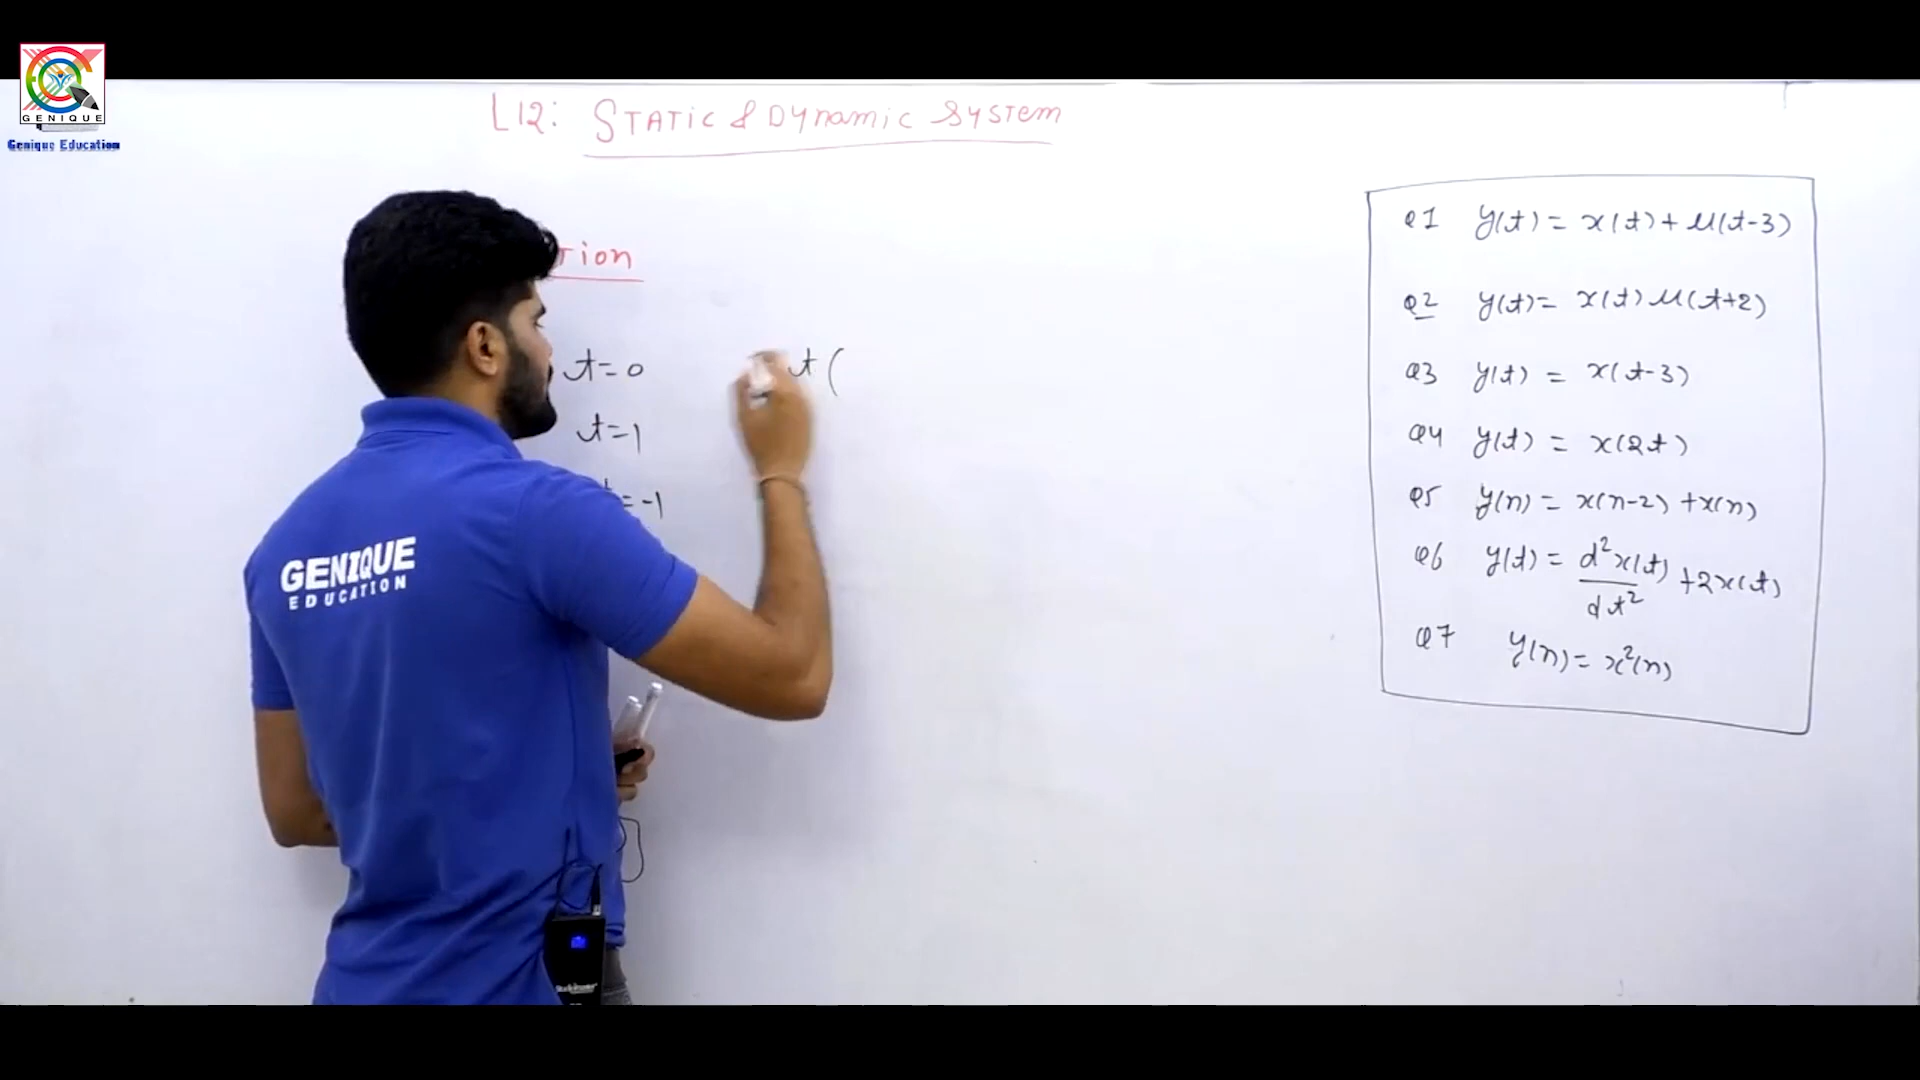 GENIQUE
Genique Education
L12: STATIC & DYNAMIC SYSTEM
tion
t=0
t (
t=1
=-1
GENIQUE
EDUCATION
Q1 y(t) = x(t) + u(t-3)
Q2 y(t) = x(t) u(t+2)
Q3 y(t) = x(t-3)
Q4 y(t) = x(2t)
Q5 y(n) = x(n-2) + x(n)
Q6 y(t) = d²x(t)/dt² + 2x(t)
Q7 y(n) = x²(n)